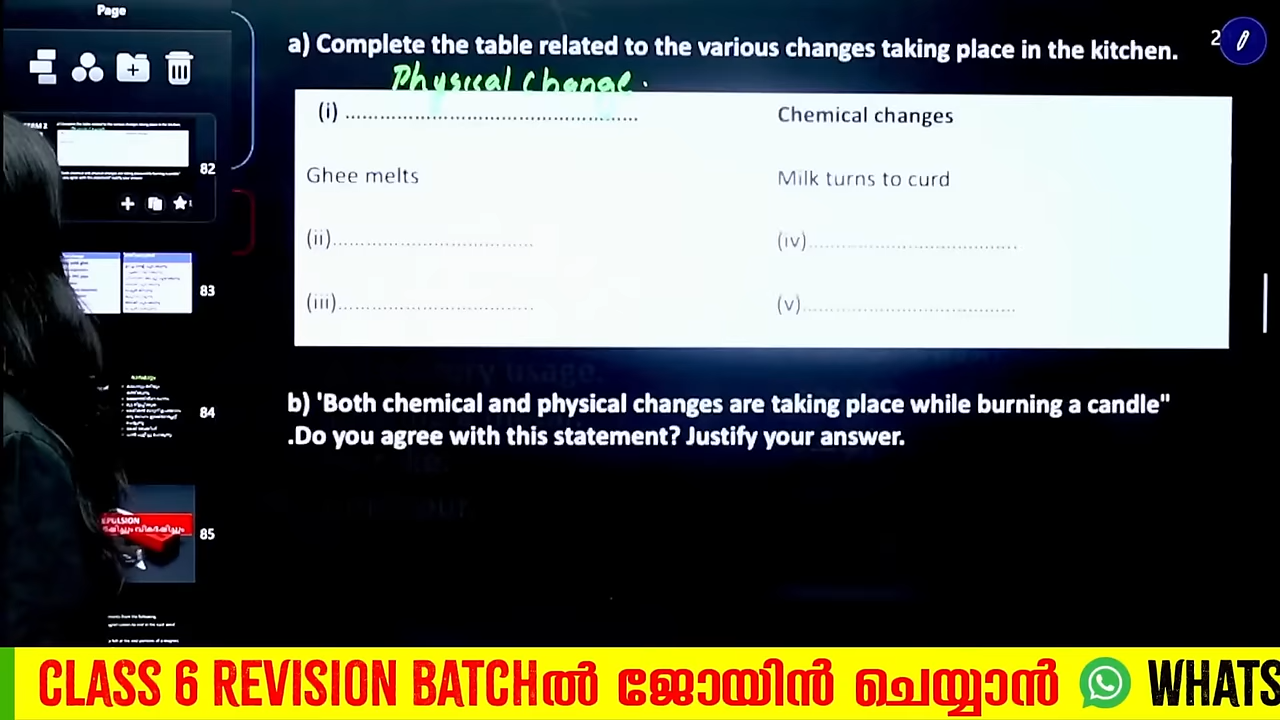 Page
a) Complete the table related to the various changes taking place in the kitchen.
2
Physical change.
(i) ................................................
Chemical changes
Ghee melts
Milk turns to curd
(ii)..................................
(iv)...................................
(iii)..................................
(v)....................................
82
83
84
85
b) 'Both chemical and physical changes are taking place while burning a candle"
.Do you agree with this statement? Justify your answer.
CLASS 6 REVISION BATCHൽ ജോയിൻ ചെയ്യാൻ WHATS